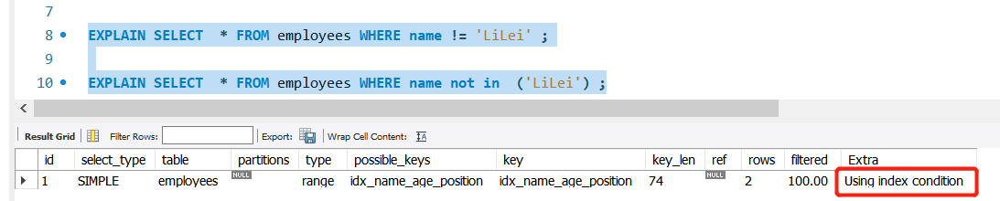 7
8 EXPLAIN SELECT * FROM employees WHERE name != 'LiLei' ;
9
10 EXPLAIN SELECT * FROM employees WHERE name not in ('LiLei') ;
Result Grid Filter Rows: Export: Wrap Cell Content: IA
id select_type table partitions type possible_keys key key_len ref rows filtered Extra
1 SIMPLE employees NULL range idx_name_age_position idx_name_age_position 74 NULL 2 100.00 Using index condition